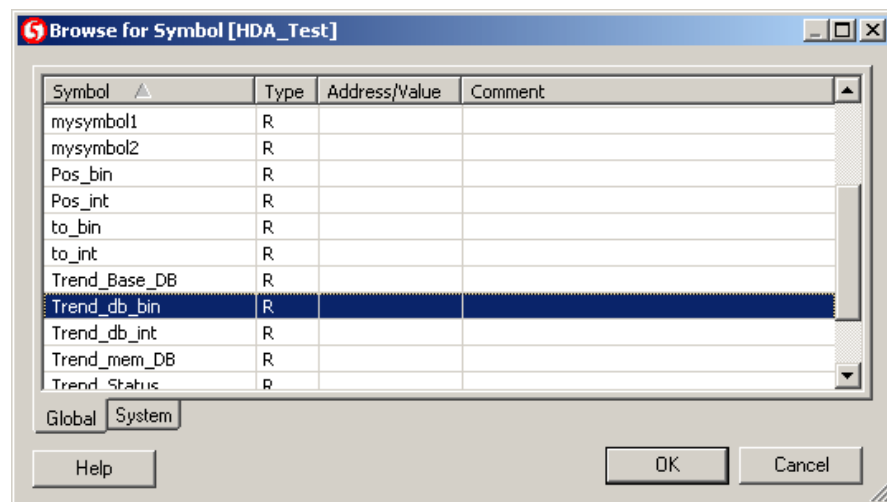 Browse for Symbol [HDA_Test]
Symbol Type Address/Value Comment
mysymbol1 R
mysymbol2 R
Pos_bin R
Pos_int R
to_bin R
to_int R
Trend_Base_DB R
Trend_db_bin R
Trend_db_int R
Trend_mem_DB R
Trend_Status R
Global System
Help OK Cancel